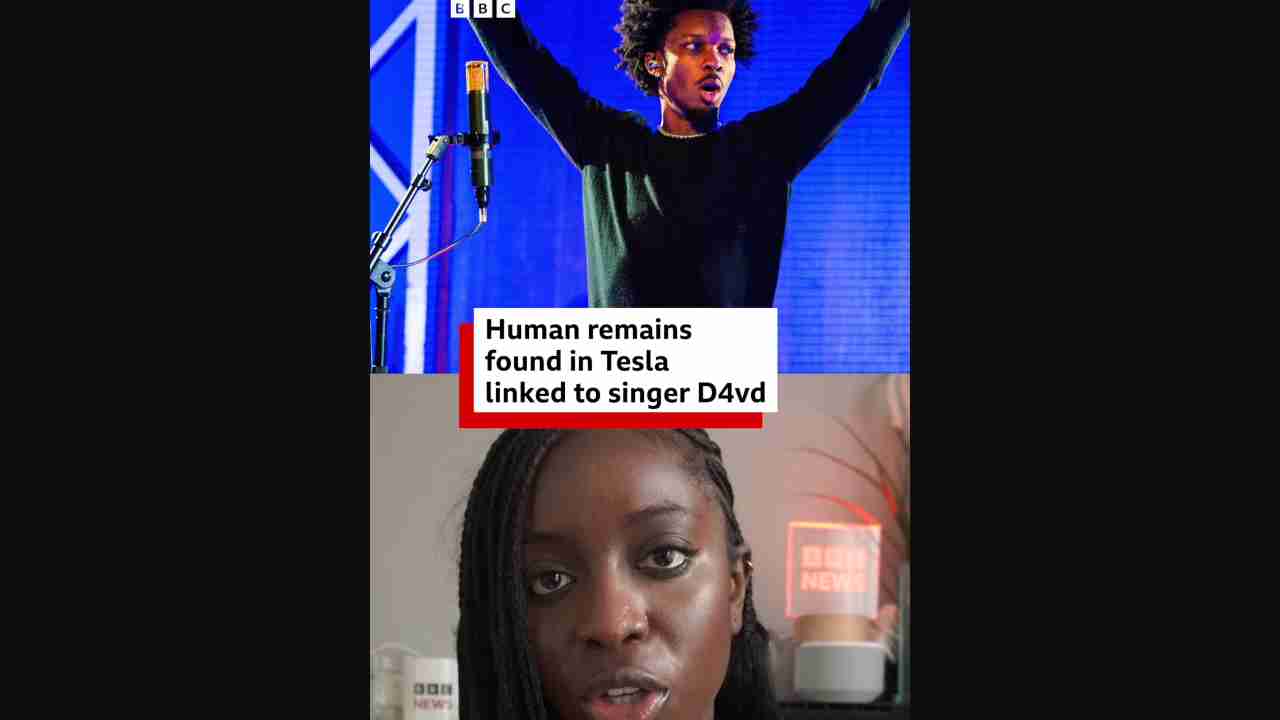 BBC
Human remains
found in Tesla
linked to singer D4vd
BBC
NEWS
BBC
NEWS